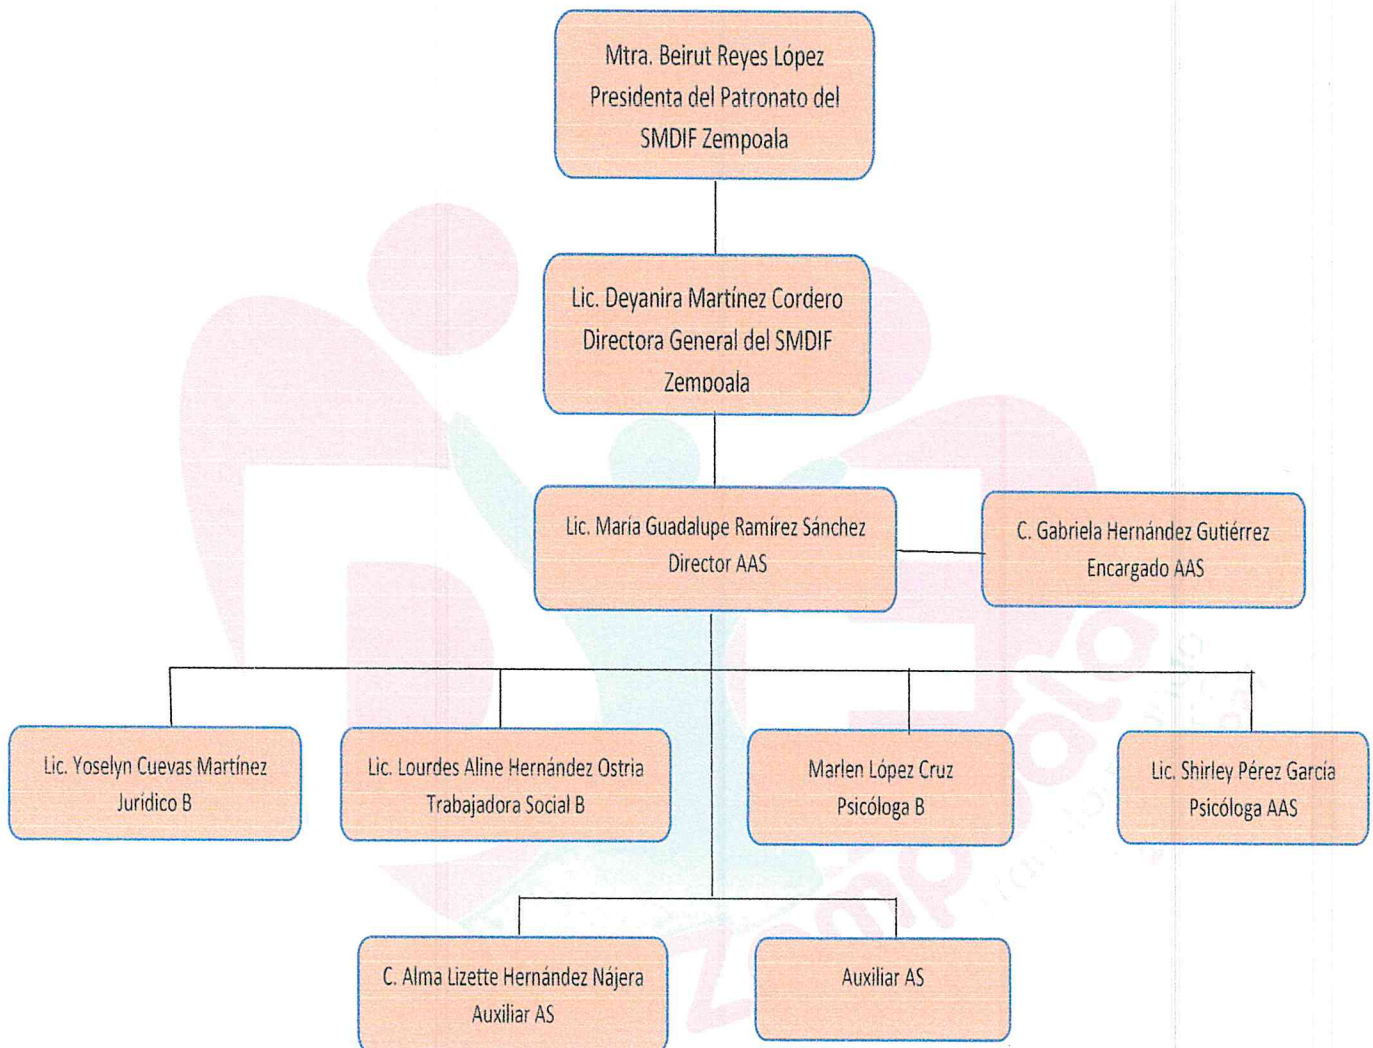 Mtra. Beirut Reyes López
Presidenta del Patronato del
SMDIF Zempoala
Lic. Deyanira Martínez Cordero
Directora General del SMDIF
Zempoala
Lic. María Guadalupe Ramírez Sánchez
Director AAS
C. Gabriela Hernández Gutiérrez
Encargado AAS
Lic. Yoselyn Cuevas Martínez
Jurídico B
Lic. Lourdes Aline Hernández Ostria
Trabajadora Social B
Marlen López Cruz
Psicóloga B
Lic. Shirley Pérez García
Psicóloga AAS
C. Alma Lizette Hernández Nájera
Auxiliar AS
Auxiliar AS
Zempoala